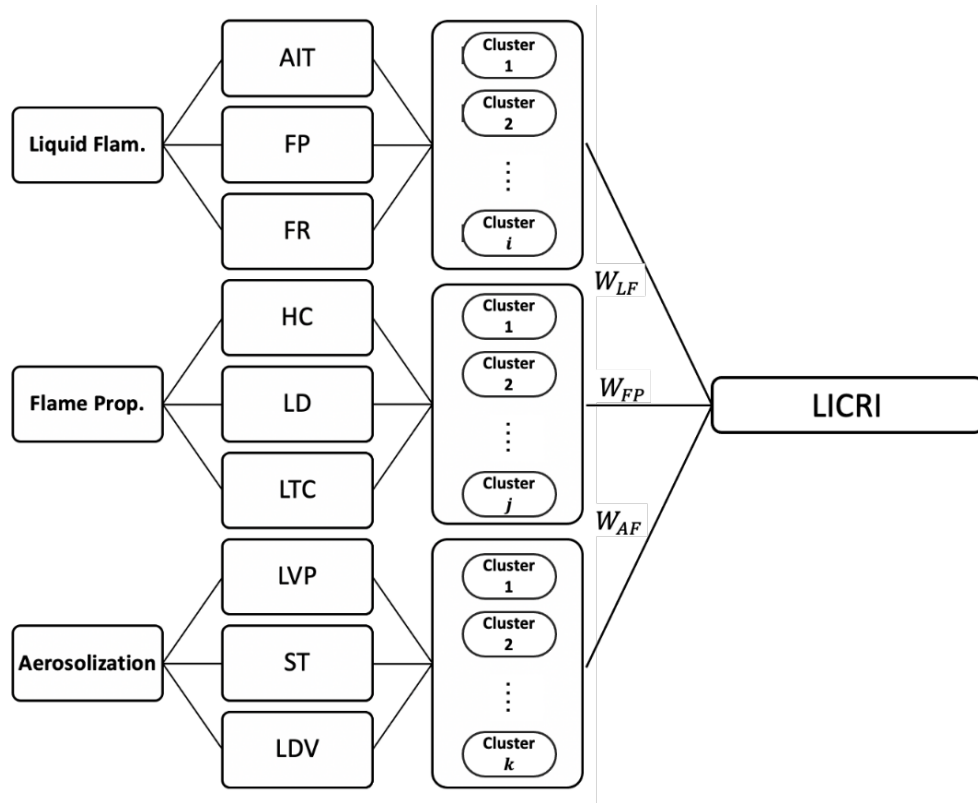 Liquid Flam.
AIT
FP
FR
Cluster
1
Cluster
2
Cluster
i
W_LF
Flame Prop.
HC
LD
LTC
Cluster
1
Cluster
2
Cluster
j
W_FP
LICRI
Aerosolization
LVP
ST
LDV
Cluster
1
Cluster
2
Cluster
k
W_AF